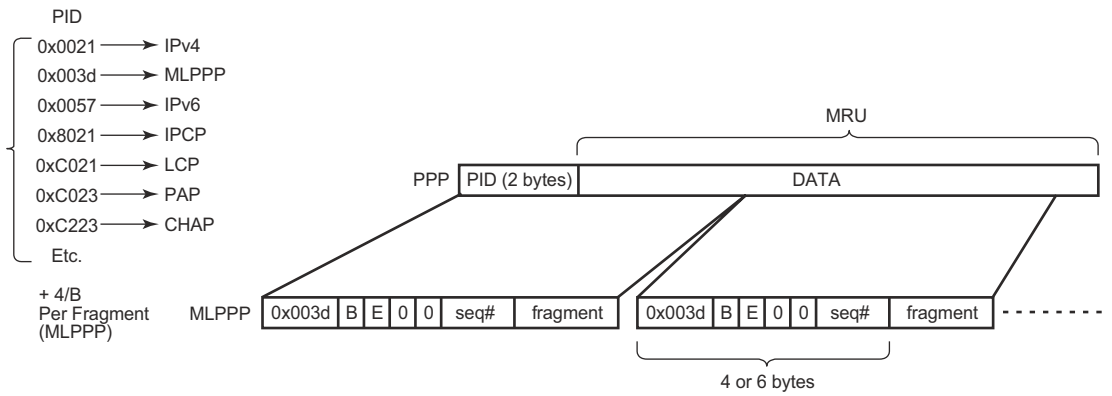 PID
0x0021 IPv4
0x003d MLPPP
0x0057 IPv6
0x8021 IPCP
0xC021 LCP
0xC023 PAP
0xC223 CHAP
Etc.
MRU
PPP PID (2 bytes) DATA
+ 4/B
Per Fragment
(MLPPP)
MLPPP 0x003d B E 0 0 seq# fragment 0x003d B E 0 0 seq# fragment
4 or 6 bytes